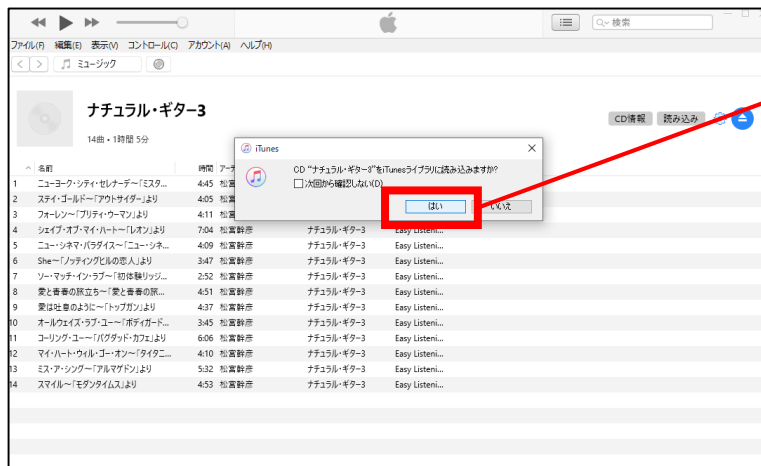 検索
ファイル(F) 編集(E) 表示(V) コントロール(C) アカウント(A) ヘルプ(H)
ミュージック
ナチュラル・ギター3
14曲・1時間 5分
CD情報 読み込み
iTunes
CD "ナチュラル・ギター3"をiTunesライブラリに読み込みますか?
次回から確認しない(D)
はい いいえ
名前 時間
1 ニューヨーク・シティ・セレナーデ~「ミスタ... 4:45
2 ステイ・ゴールド~「アウトサイダー」より 4:05
3 フォーレン~「プリティ・ウーマン」より 4:11
4 シェイプ・オブ・マイ・ハート~「レオン」より 7:04 松宮幹彦 ナチュラル・ギター3 Easy Listeni...
5 ニュー・シネマ・パラダイス~「ニュー・シネ... 4:09 松宮幹彦 ナチュラル・ギター3 Easy Listeni...
6 She~「ノッティングヒルの恋人」より 3:47 松宮幹彦 ナチュラル・ギター3 Easy Listeni...
7 ソー・マッチ・イン・ラブ~「初体験リッジ... 2:52 松宮幹彦 ナチュラル・ギター3 Easy Listeni...
8 愛と青春の旅立ち~「愛と青春の旅... 4:51 松宮幹彦 ナチュラル・ギター3 Easy Listeni...
9 愛は吐息のように~「トップガン」より 4:37 松宮幹彦 ナチュラル・ギター3 Easy Listeni...
10 オールウェイズ・ラブ・ユー~「ボディガード... 3:45 松宮幹彦 ナチュラル・ギター3 Easy Listeni...
11 コーリング・ユー~「バグダッド・カフェ」より 6:06 松宮幹彦 ナチュラル・ギター3 Easy Listeni...
12 マイ・ハート・ウィル・ゴー・オン~「タイタニ... 4:10 松宮幹彦 ナチュラル・ギター3 Easy Listeni...
13 ミス・ア・シング~「アルマゲドン」より 5:32 松宮幹彦 ナチュラル・ギター3 Easy Listeni...
14 スマイル~「モダンタイムス」より 4:53 松宮幹彦 ナチュラル・ギター3 Easy Listeni...